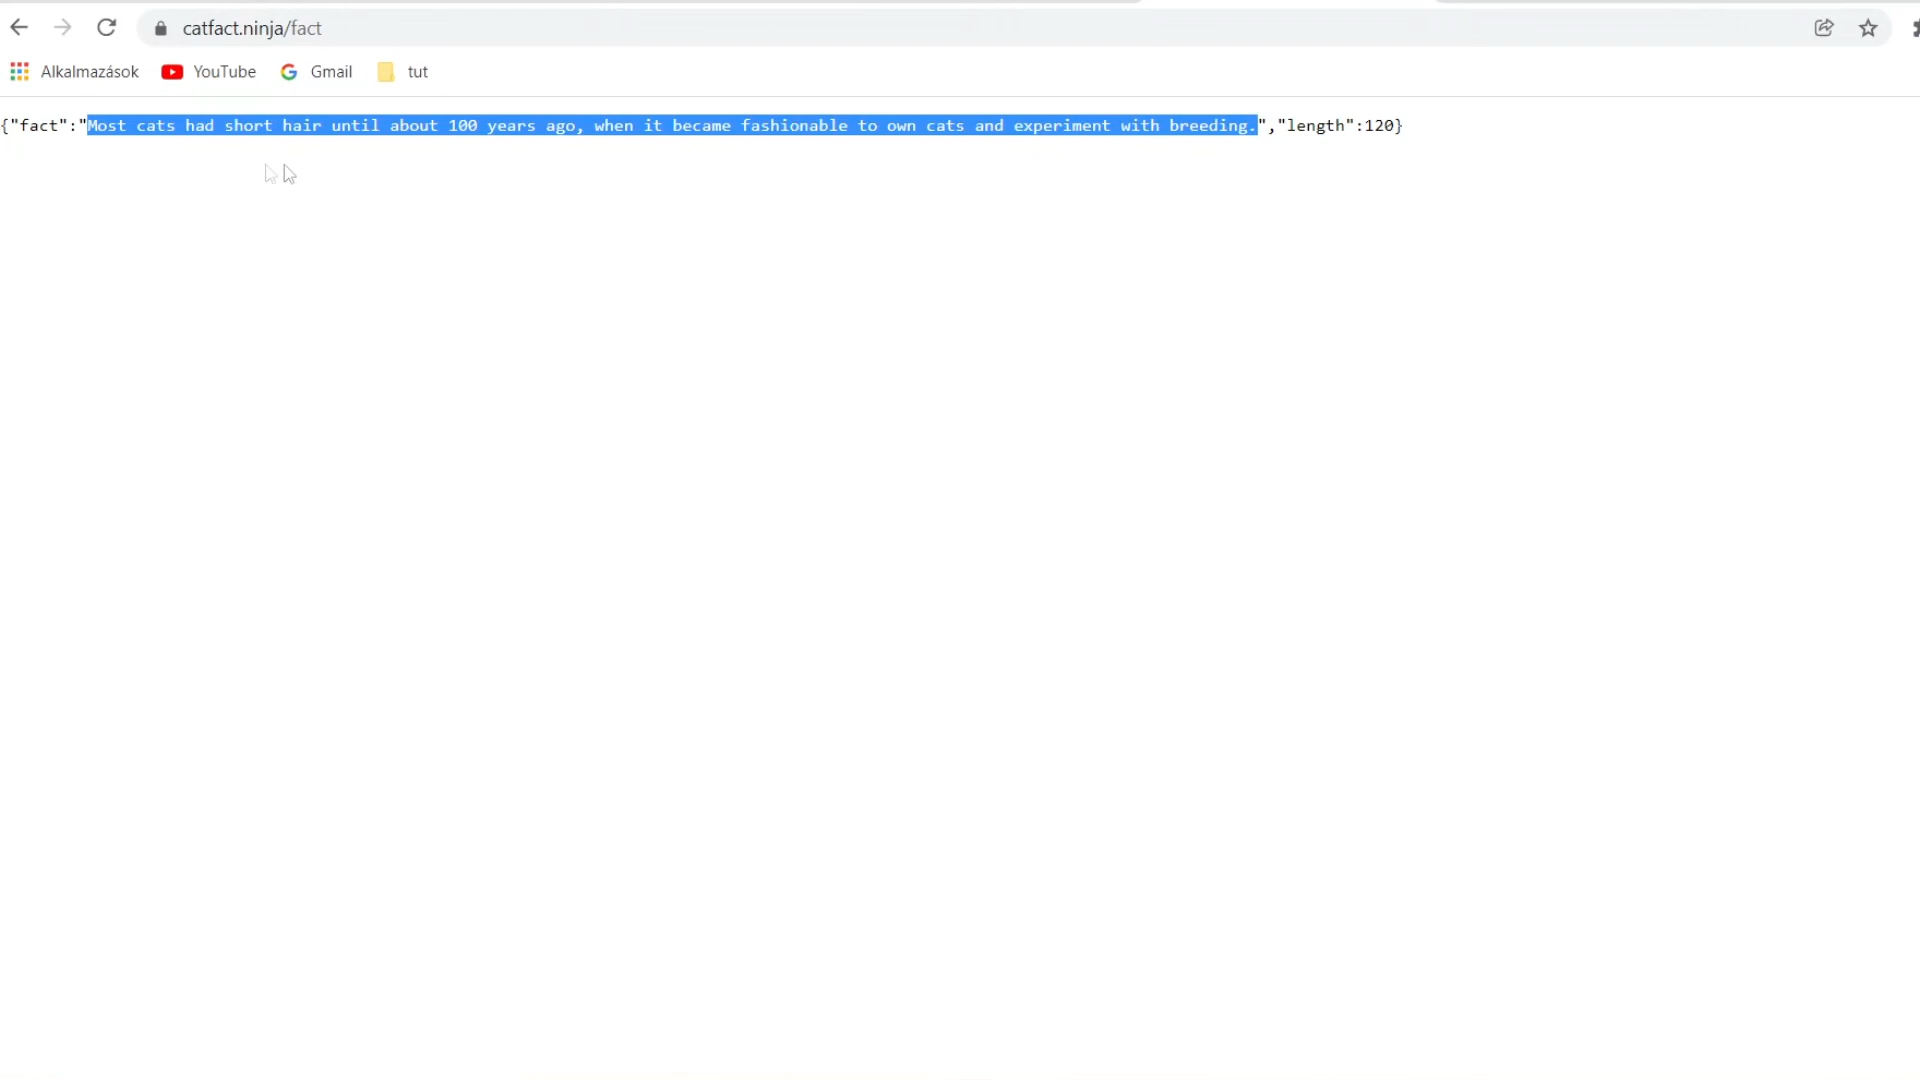 catfact.ninja/fact
Alkalmazások YouTube Gmail tut
{"fact":"Most cats had short hair until about 100 years ago, when it became fashionable to own cats and experiment with breeding.","length":120}